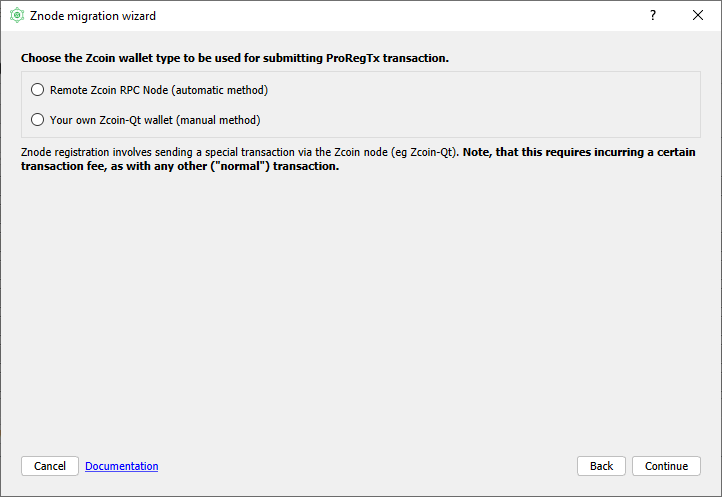 Znode migration wizard
?
Choose the Zcoin wallet type to be used for submitting ProRegTx transaction.
Remote Zcoin RPC Node (automatic method)
Your own Zcoin-Qt wallet (manual method)
Znode registration involves sending a special transaction via the Zcoin node (eg Zcoin-Qt). Note, that this requires incurring a certain
transaction fee, as with any other ("normal") transaction.
Cancel Documentation Back Continue